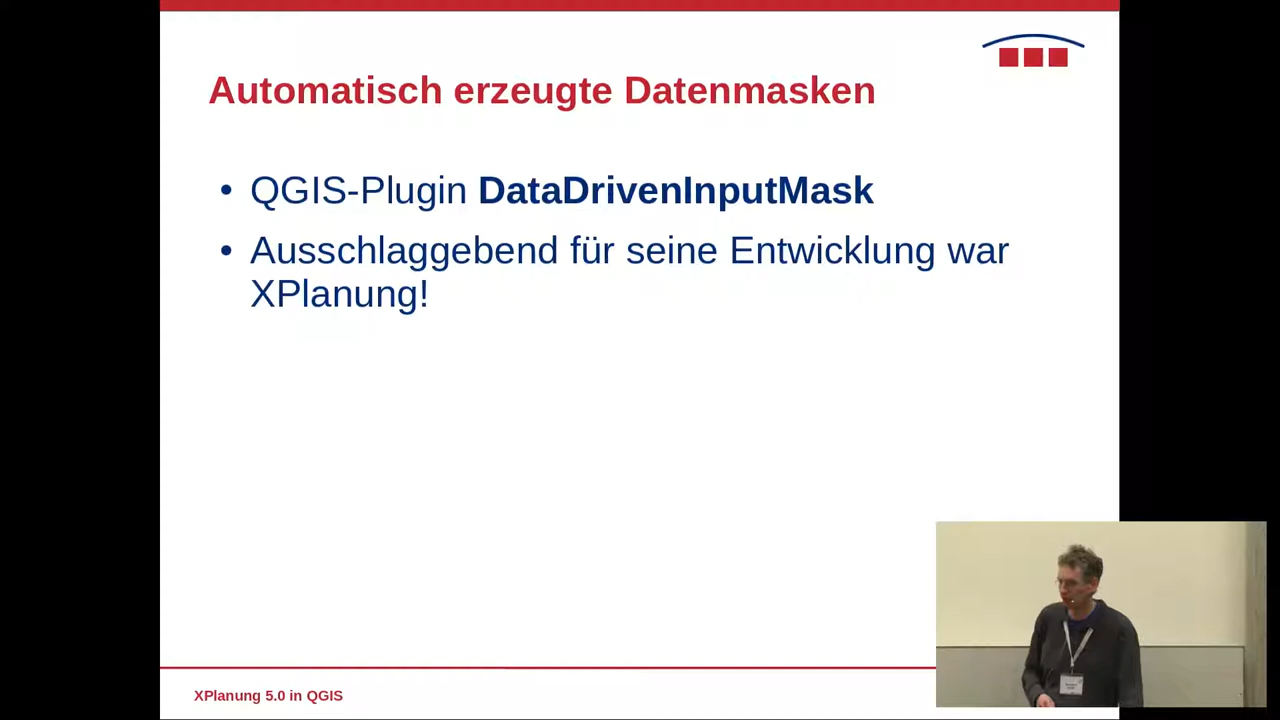 Automatisch erzeugte Datenmasken
• QGIS-Plugin DataDrivenInputMask
• Ausschlaggebend für seine Entwicklung war
XPlanung!
XPlanung 5.0 in QGIS